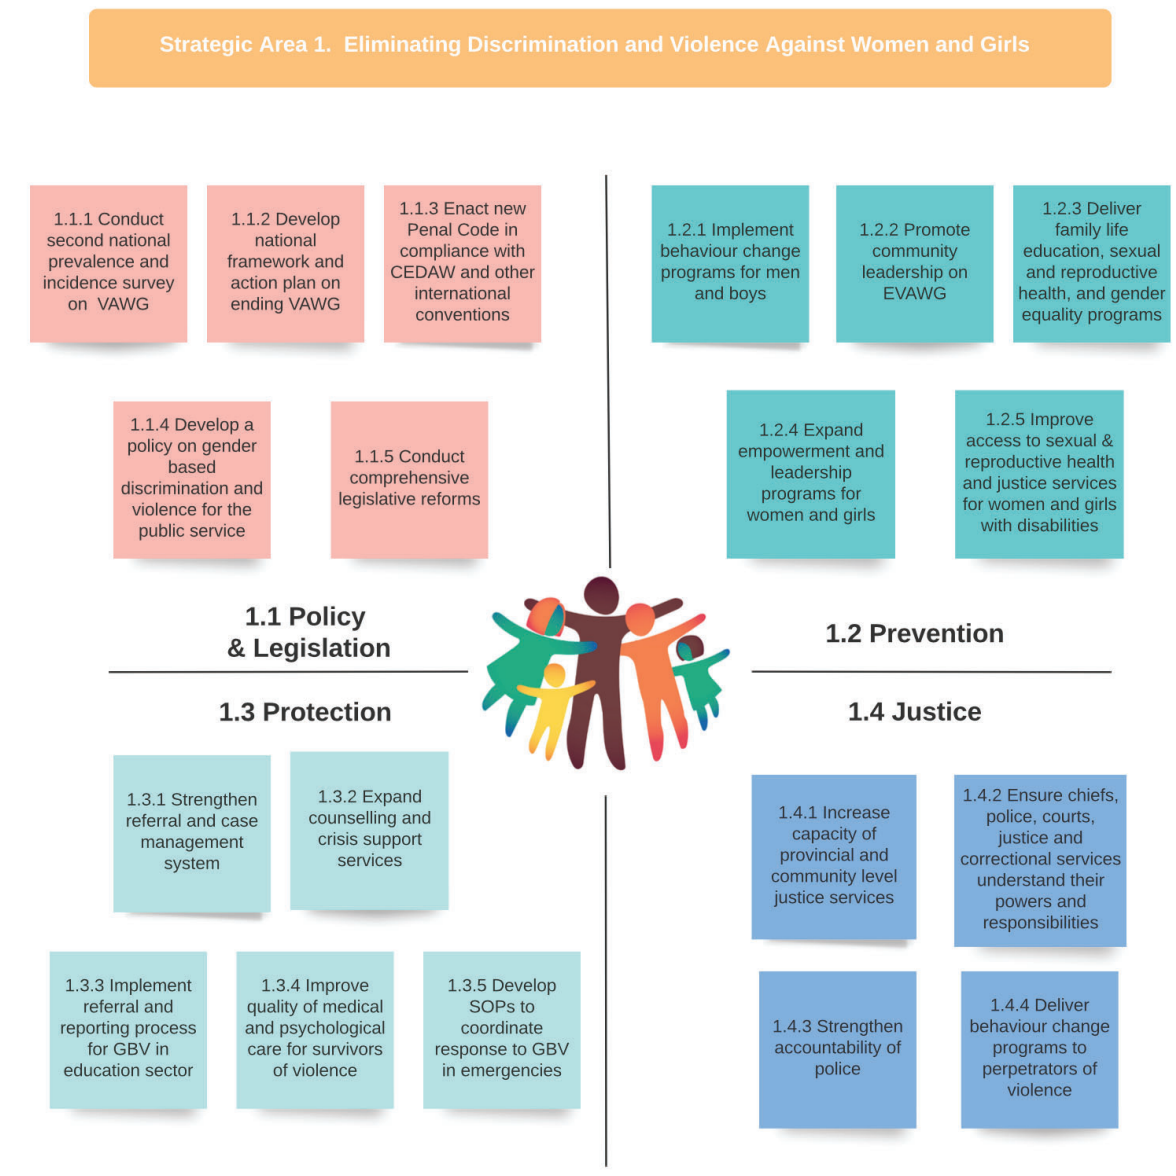 Strategic Area 1.  Eliminating Discrimination and Violence Against Women and Girls
1.1.1 Conduct
second national
prevalence and
incidence survey
on  VAWG
1.1.2 Develop
national
framework and
action plan on
ending VAWG
1.1.3 Enact new
Penal Code in
compliance with
CEDAW and other
international
conventions
1.1.4 Develop a
policy on gender
based
discrimination and
violence for the
public service
1.1.5 Conduct
comprehensive
legislative reforms
1.1 Policy
& Legislation
1.2.1 Implement
behaviour change
programs for men
and boys
1.2.2 Promote
community
leadership on
EVAWG
1.2.3 Deliver
family life
education, sexual
and reproductive
health, and gender
equality programs
1.2.4 Expand
empowerment and
leadership
programs for
women and girls
1.2.5 Improve
access to sexual &
reproductive health
and justice services
for women and girls
with disabilities
1.2 Prevention
1.3 Protection
1.3.1 Strengthen
referral and case
management
system
1.3.2 Expand
counselling and
crisis support
services
1.3.3 Implement
referral and
reporting process
for GBV in
education sector
1.3.4 Improve
quality of medical
and psychological
care for survivors
of violence
1.3.5 Develop
SOPs to
coordinate
response to GBV
in emergencies
1.4 Justice
1.4.1 Increase
capacity of
provincial and
community level
justice services
1.4.2 Ensure chiefs,
police, courts,
justice and
correctional services
understand their
powers and
responsibilities
1.4.3 Strengthen
accountability of
police
1.4.4 Deliver
behaviour change
programs to
perpetrators of
violence